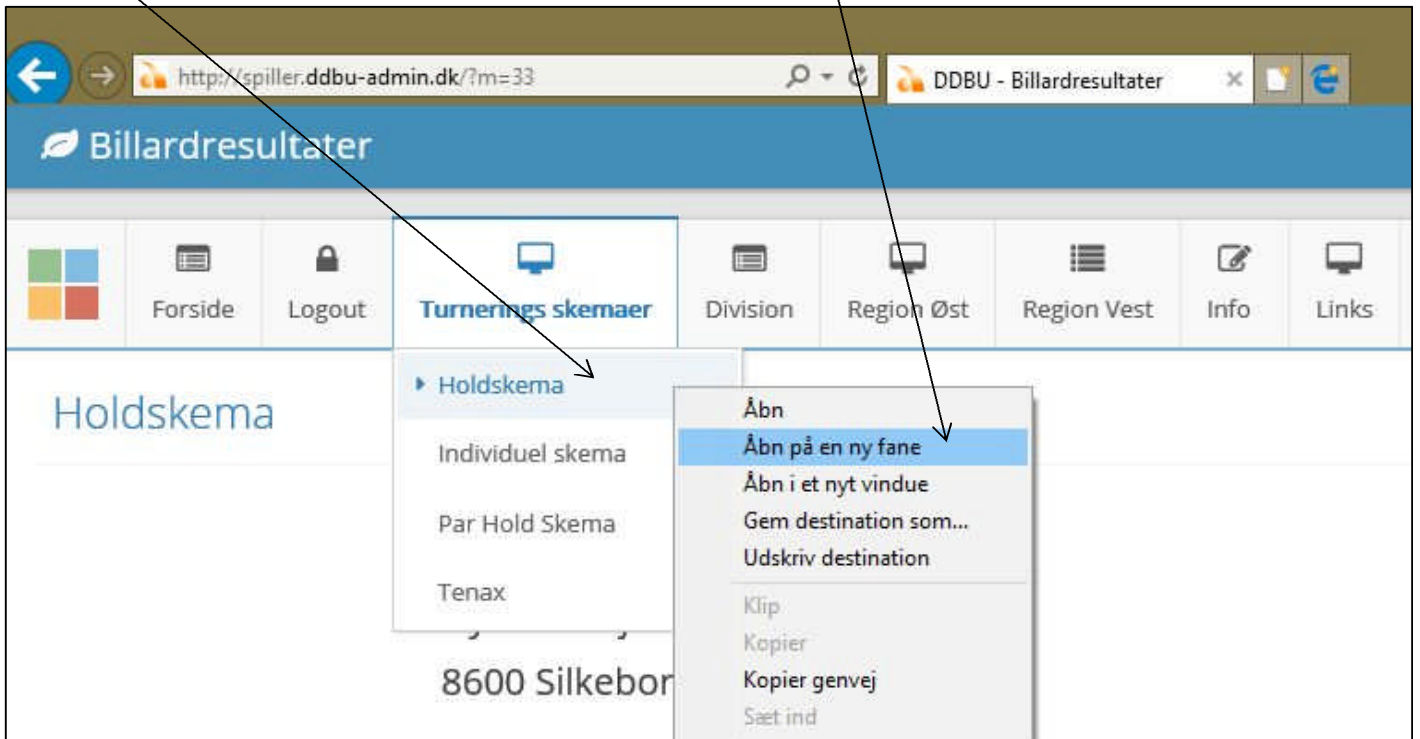 http://spiller.ddbu-admin.dk/?m=33
DDBU - Billardresultater
Billardresultater
Forside
Logout
Turnerings skemaer
Division
Region Øst
Region Vest
Info
Links
Holdskema
Holdskema
Individuel skema
Par Hold Skema
Tenax
8600 Silkebor
Åbn
Åbn på en ny fane
Åbn i et nyt vindue
Gem destination som...
Udskriv destination
Klip
Kopier
Kopier genvej
Sæt ind